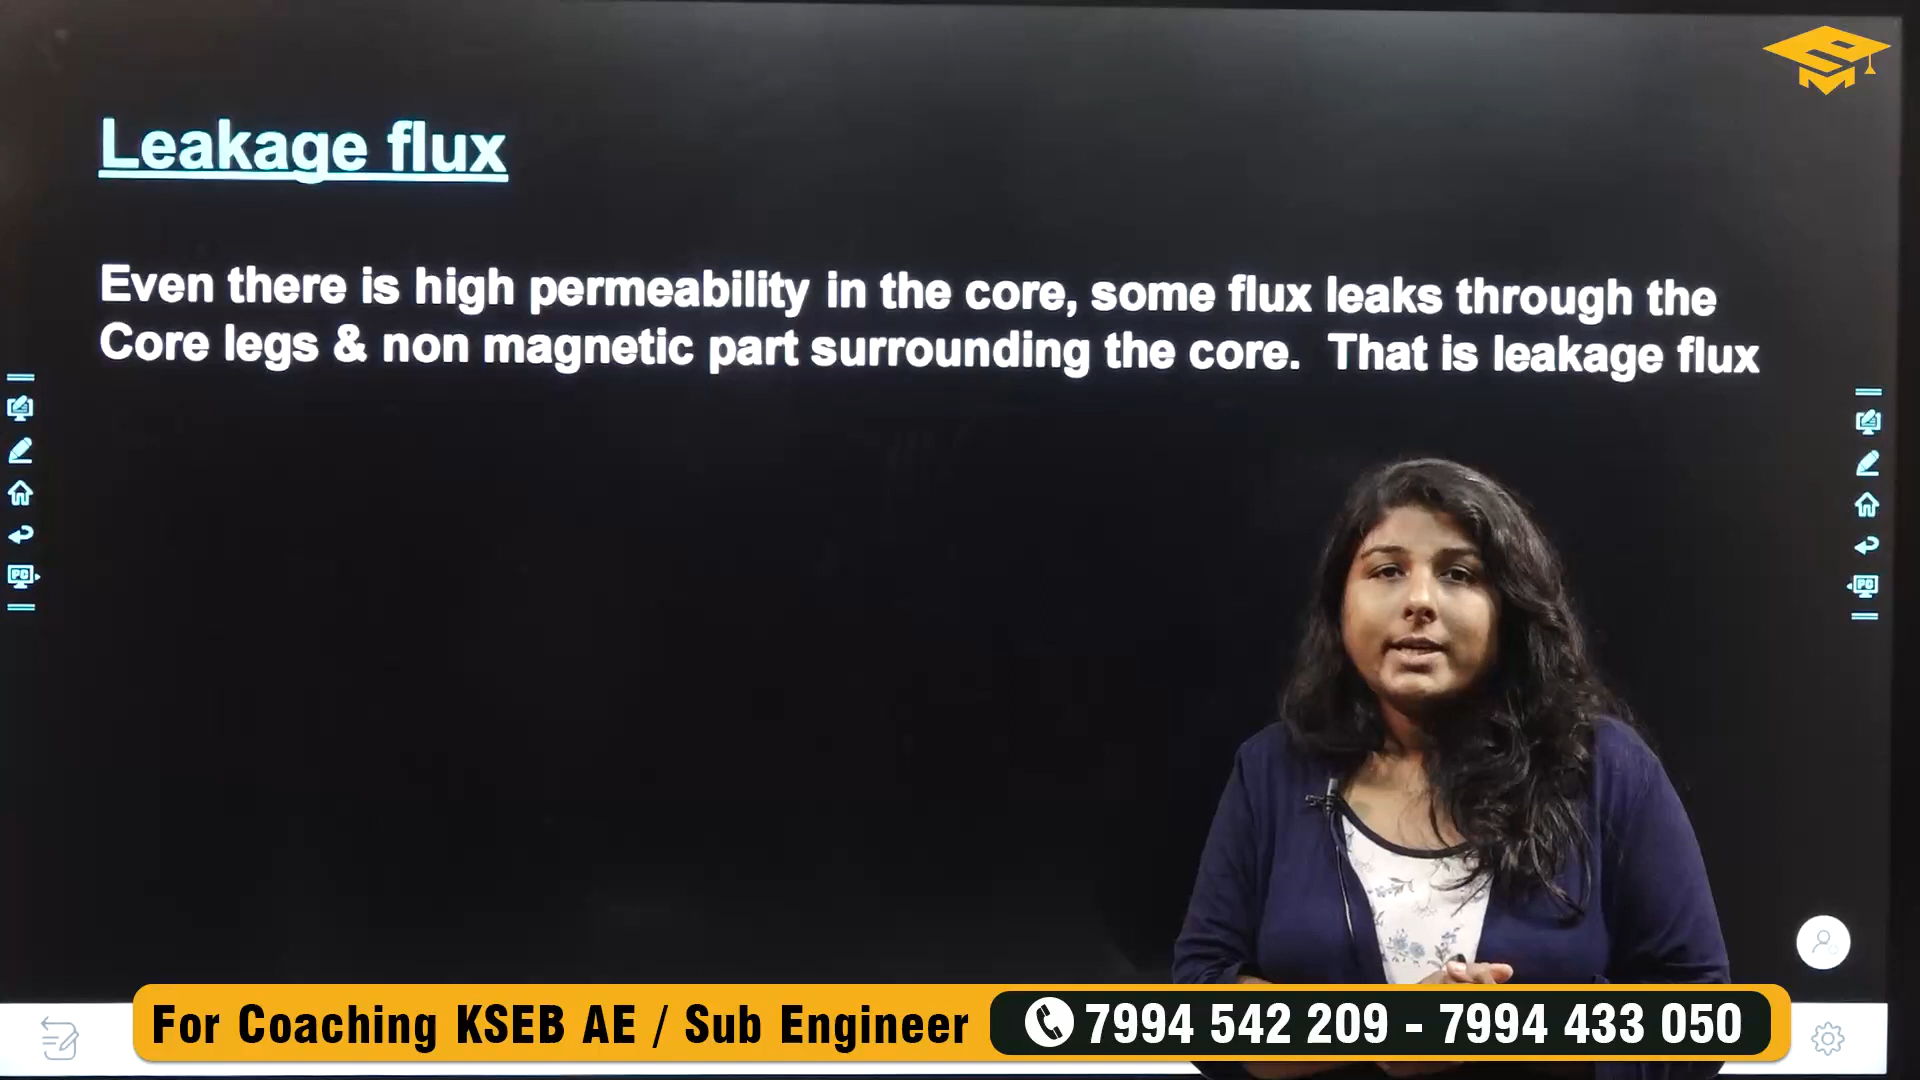 Leakage flux
Even there is high permeability in the core, some flux leaks through the
Core legs & non magnetic part surrounding the core. That is leakage flux
PC
PC
For Coaching KSEB AE / Sub Engineer
7994 542 209 - 7994 433 050